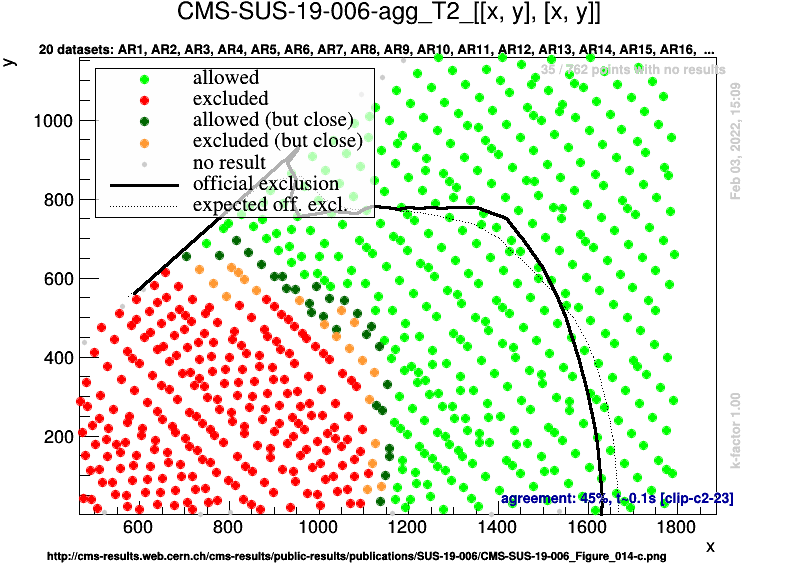 CMS-SUS-19-006-agg_T2_[[x, y], [x, y]]
20 datasets: AR1, AR2, AR3, AR4, AR5, AR6, AR7, AR8, AR9, AR10, AR11, AR12, AR13, AR14, AR15, AR16, ...
y
35 / 762 points with no results
allowed
excluded
allowed (but close)
excluded (but close)
no result
official exclusion
expected off. excl.
Feb 03, 2022, 15:09
1000
800
600
400
200
k-factor 1.00
agreement: 45%, t~0.1s [clip-c2-23]
600 800 1000 1200 1400 1600 1800
x
http://cms-results.web.cern.ch/cms-results/public-results/publications/SUS-19-006/CMS-SUS-19-006_Figure_014-c.png